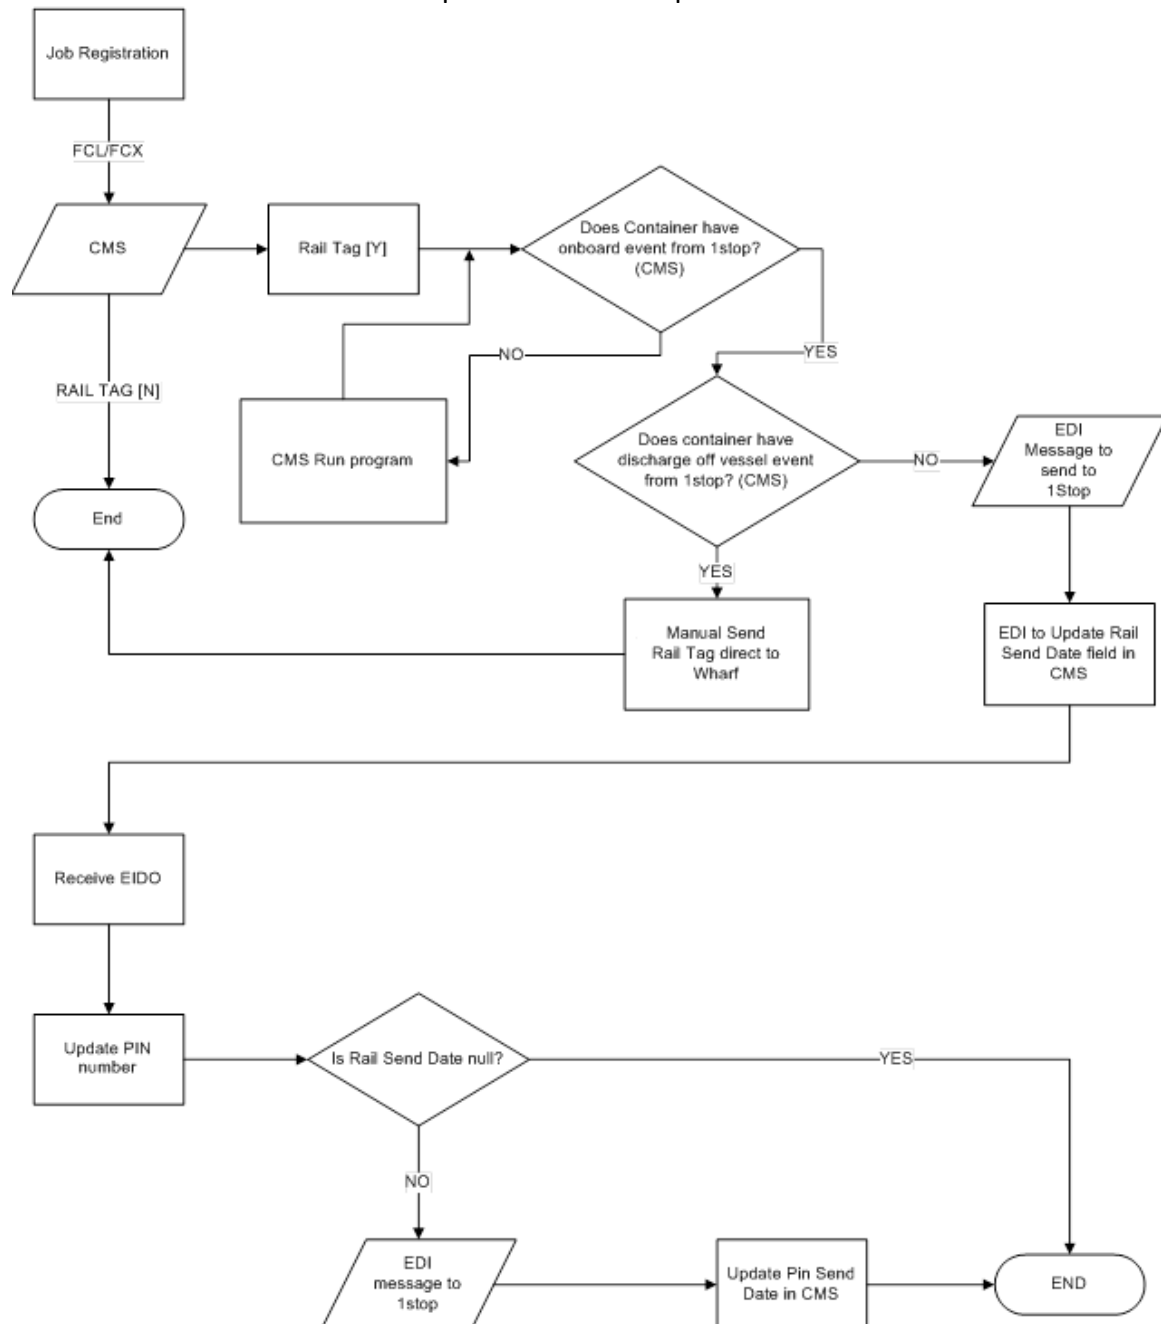 Job Registration
FCL/FCX
CMS
Rail Tag [Y]
Does Container have
onboard event from 1stop?
(CMS)
NO
YES
RAIL TAG [N]
CMS Run program
Does container have
discharge off vessel event
from 1stop? (CMS)
NO
EDI
Message to
send to
1Stop
End
YES
Manual Send
Rail Tag direct to
Wharf
EDI to Update Rail
Send Date field in
CMS
Receive EIDO
Update PIN
number
Is Rail Send Date null?
YES
NO
EDI
message to
1stop
Update Pin Send
Date in CMS
END